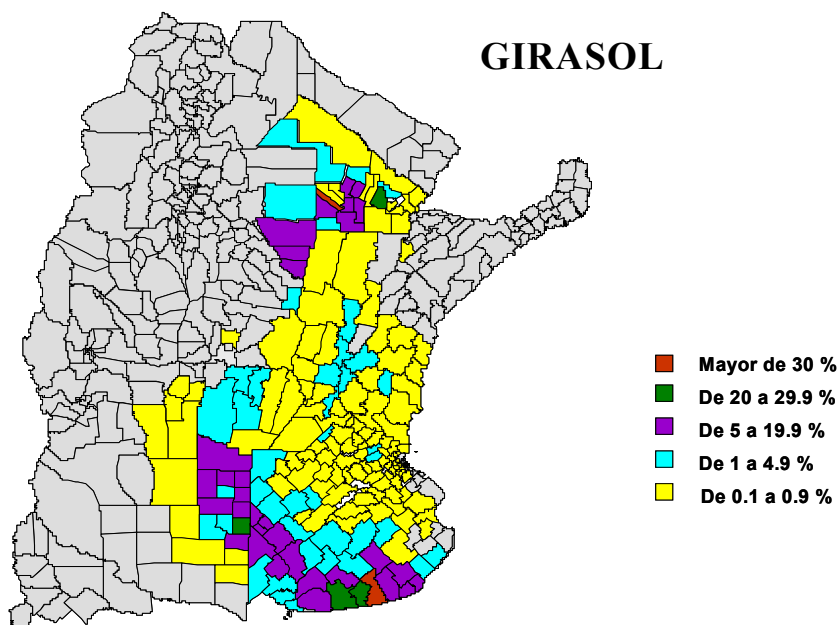 GIRASOL
Mayor de 30 %
De 20 a 29.9 %
De 5 a 19.9 %
De 1 a 4.9 %
De 0.1 a 0.9 %